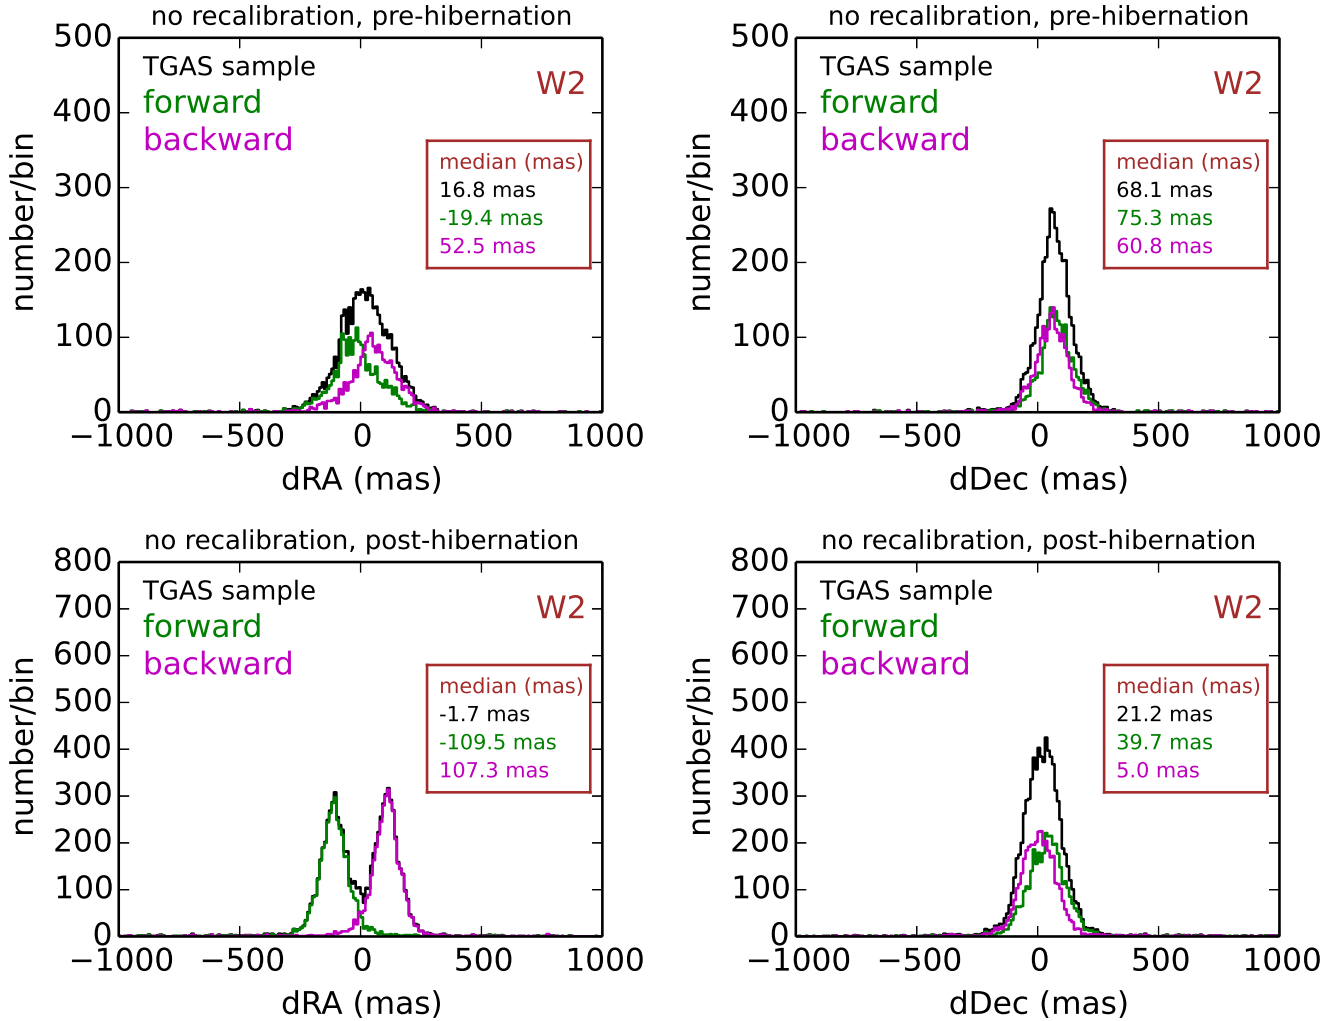 no recalibration, pre-hibernation
500
400
300
200
100
0
number/bin
TGAS sample
forward
backward
W2
median (mas)
16.8 mas
-19.4 mas
52.5 mas
−1000 −500 0 500 1000
dRA (mas)
no recalibration, pre-hibernation
500
400
300
200
100
0
number/bin
TGAS sample
forward
backward
W2
median (mas)
68.1 mas
75.3 mas
60.8 mas
−1000 −500 0 500 1000
dDec (mas)
no recalibration, post-hibernation
800
700
600
500
400
300
200
100
0
number/bin
TGAS sample
forward
backward
W2
median (mas)
-1.7 mas
-109.5 mas
107.3 mas
−1000 −500 0 500 1000
dRA (mas)
no recalibration, post-hibernation
800
700
600
500
400
300
200
100
0
number/bin
TGAS sample
forward
backward
W2
median (mas)
21.2 mas
39.7 mas
5.0 mas
−1000 −500 0 500 1000
dDec (mas)